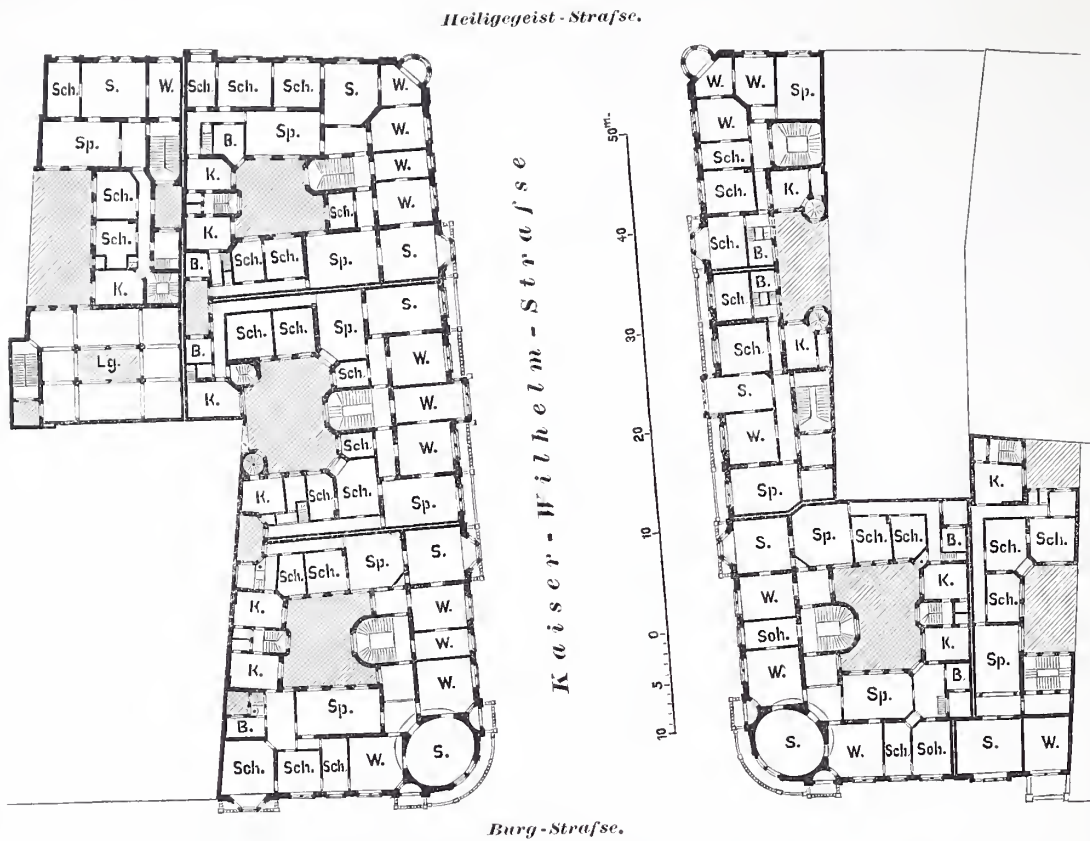 Heiligegeist-Straſse.
Sch. S. W. Sch. Sch. Sch. S. W.
Sp. B. Sp. W.
K. W.
Sch. Sch. W.
Sch. K.
K. B. Sch. Sch. Sp. S.
Lg.
Sch. Sch. Sp. S.
B. Sch. W.
K. W.
Sch. W.
K. Sch. Sch. Sp.
Sch. Sch. Sp. S.
K. W.
K. W.
W.
B. Sp.
Sch. Sch. Sch. W. S.
Kaiser-Wilhelm-Straſse
50m.
40
30
20
10
0
5
10
W. W. Sp.
W.
Sch.
Sch. K.
Sch. B.
Sch B.
Sch. K.
S.
W.
Sp. K.
S. Sp. Sch. Sch. B. Sch. Sch.
W. K. Sch.
Soh. K. Sp.
W. Sp. B.
S. W. Sch. Soh. S. W.
Burg-Straſse.